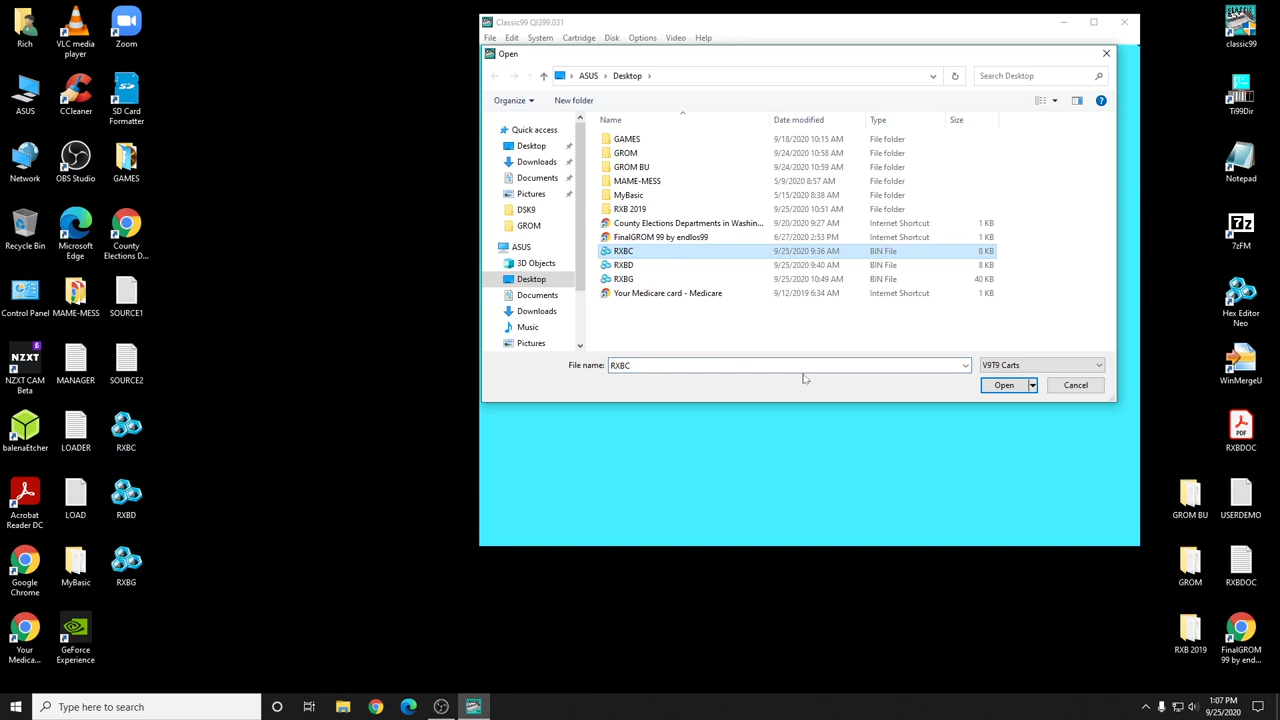 Rich
VLC media
player
Zoom
ASUS
CCleaner
SD Card
Formatter
Network
OBS Studio
GAMES
Recycle Bin
Microsoft
Edge
County
Elections D...
Control Panel
MAME-MESS
SOURCE1
NZXT
NZXT CAM
Beta
MANAGER
SOURCE2
balenaEtcher
LOADER
RXBC
Acrobat
Reader DC
LOAD
RXBD
Google
Chrome
MyBasic
RXBG
Your
Medica...
GeForce
Experience
Classic99 QI399.031
File Edit System Cartridge Disk Options Video Help
Open
ASUS > Desktop >
Search Desktop
Organize
New folder
Quick access
Desktop
Downloads
Documents
Pictures
DSK9
GROM
ASUS
3D Objects
Desktop
Documents
Downloads
Music
Pictures
Name Date modified Type Size
GAMES 9/18/2020 10:15 AM File folder
GROM 9/24/2020 10:58 AM File folder
GROM BU 9/24/2020 10:59 AM File folder
MAME-MESS 5/9/2020 8:57 AM File folder
MyBasic 5/15/2020 8:38 AM File folder
RXB 2019 9/25/2020 10:51 AM File folder
County Elections Departments in Washin... 9/20/2020 9:27 AM Internet Shortcut 1 KB
FinalGROM 99 by endlos99 6/27/2020 2:53 PM Internet Shortcut 1 KB
RXBC 9/25/2020 9:36 AM BIN File 8 KB
RXBD 9/25/2020 9:40 AM BIN File 8 KB
RXBG 9/25/2020 10:49 AM BIN File 40 KB
Your Medicare card - Medicare 9/12/2019 6:34 AM Internet Shortcut 1 KB
File name: RXBC
V9T9 Carts
Open
Cancel
classic99
Ti99Dir
Notepad
7z
7zFM
Hex Editor
Neo
WinMergeU
PDF
RXBDOC
GROM BU
USERDEMO
GROM
RXBDOC
RXB 2019
FinalGROM
99 by end...
Type here to search
1:07 PM
9/25/2020